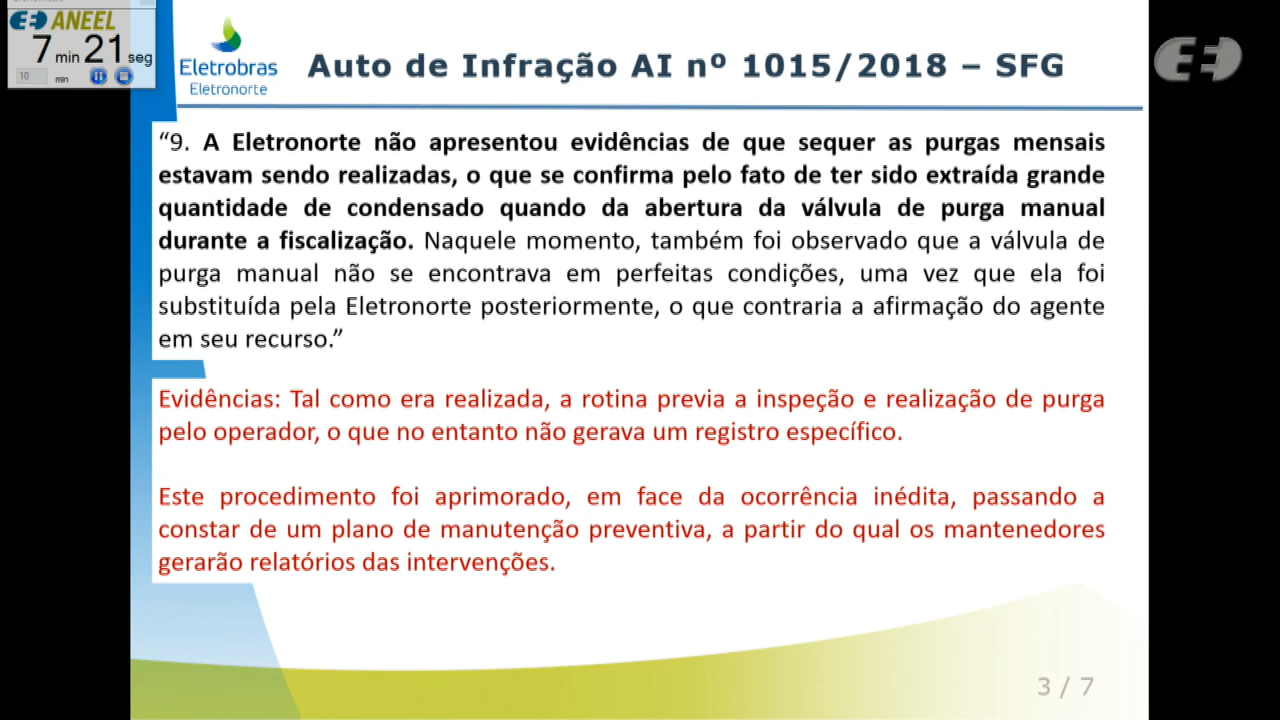 ANEEL
7 min 21 seg
10 min
Eletrobras
Eletronorte
Auto de Infração AI nº 1015/2018 – SFG
“9. A Eletronorte não apresentou evidências de que sequer as purgas mensais
estavam sendo realizadas, o que se confirma pelo fato de ter sido extraída grande
quantidade de condensado quando da abertura da válvula de purga manual
durante a fiscalização. Naquele momento, também foi observado que a válvula de
purga manual não se encontrava em perfeitas condições, uma vez que ela foi
substituída pela Eletronorte posteriormente, o que contraria a afirmação do agente
em seu recurso.”
Evidências: Tal como era realizada, a rotina previa a inspeção e realização de purga
pelo operador, o que no entanto não gerava um registro específico.
Este procedimento foi aprimorado, em face da ocorrência inédita, passando a
constar de um plano de manutenção preventiva, a partir do qual os mantenedores
gerarão relatórios das intervenções.
3 / 7